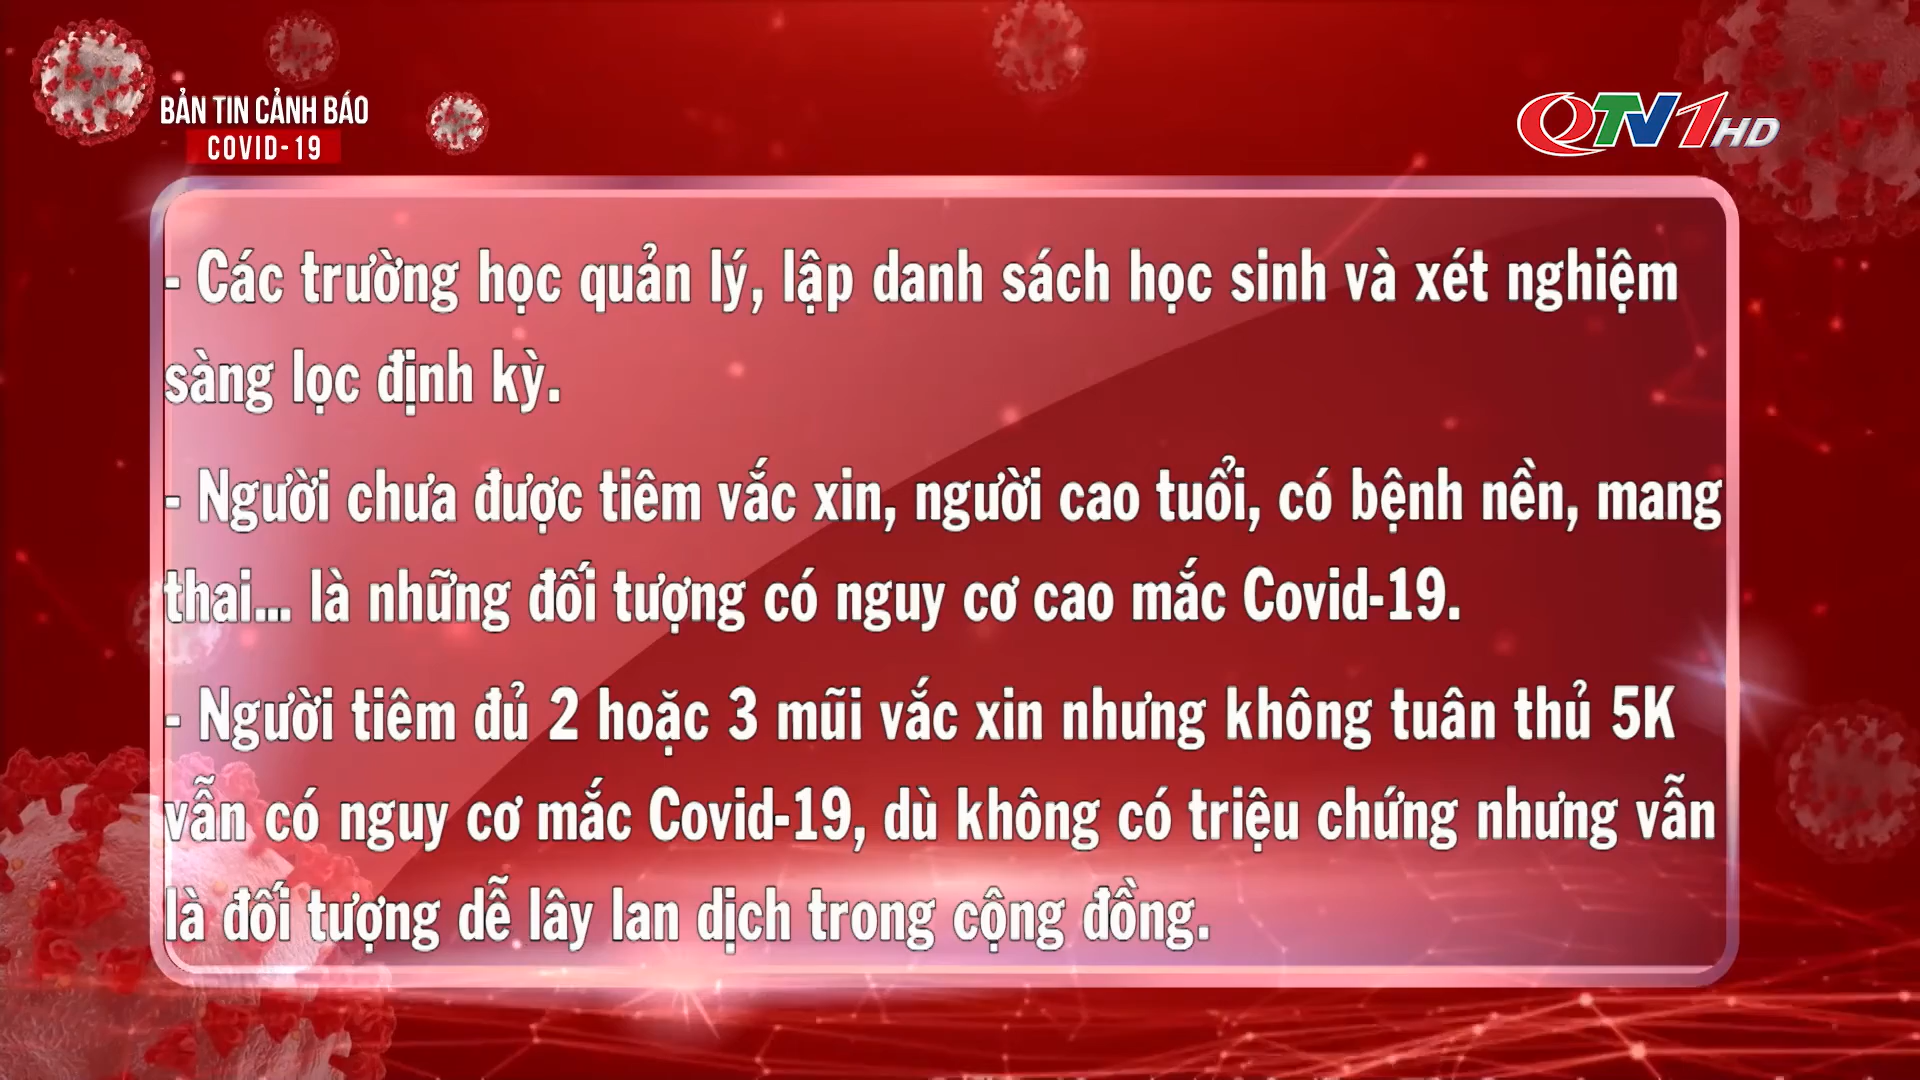 BẢN TIN CẢNH BÁO
COVID-19
QTV1HD
- Các trường học quản lý, lập danh sách học sinh và xét nghiệm
sàng lọc định kỳ.
- Người chưa được tiêm vắc xin, người cao tuổi, có bệnh nền, mang
thai... là những đối tượng có nguy cơ cao mắc Covid-19.
- Người tiêm đủ 2 hoặc 3 mũi vắc xin nhưng không tuân thủ 5K
vẫn có nguy cơ mắc Covid-19, dù không có triệu chứng nhưng vẫn
là đối tượng dễ lây lan dịch trong cộng đồng.